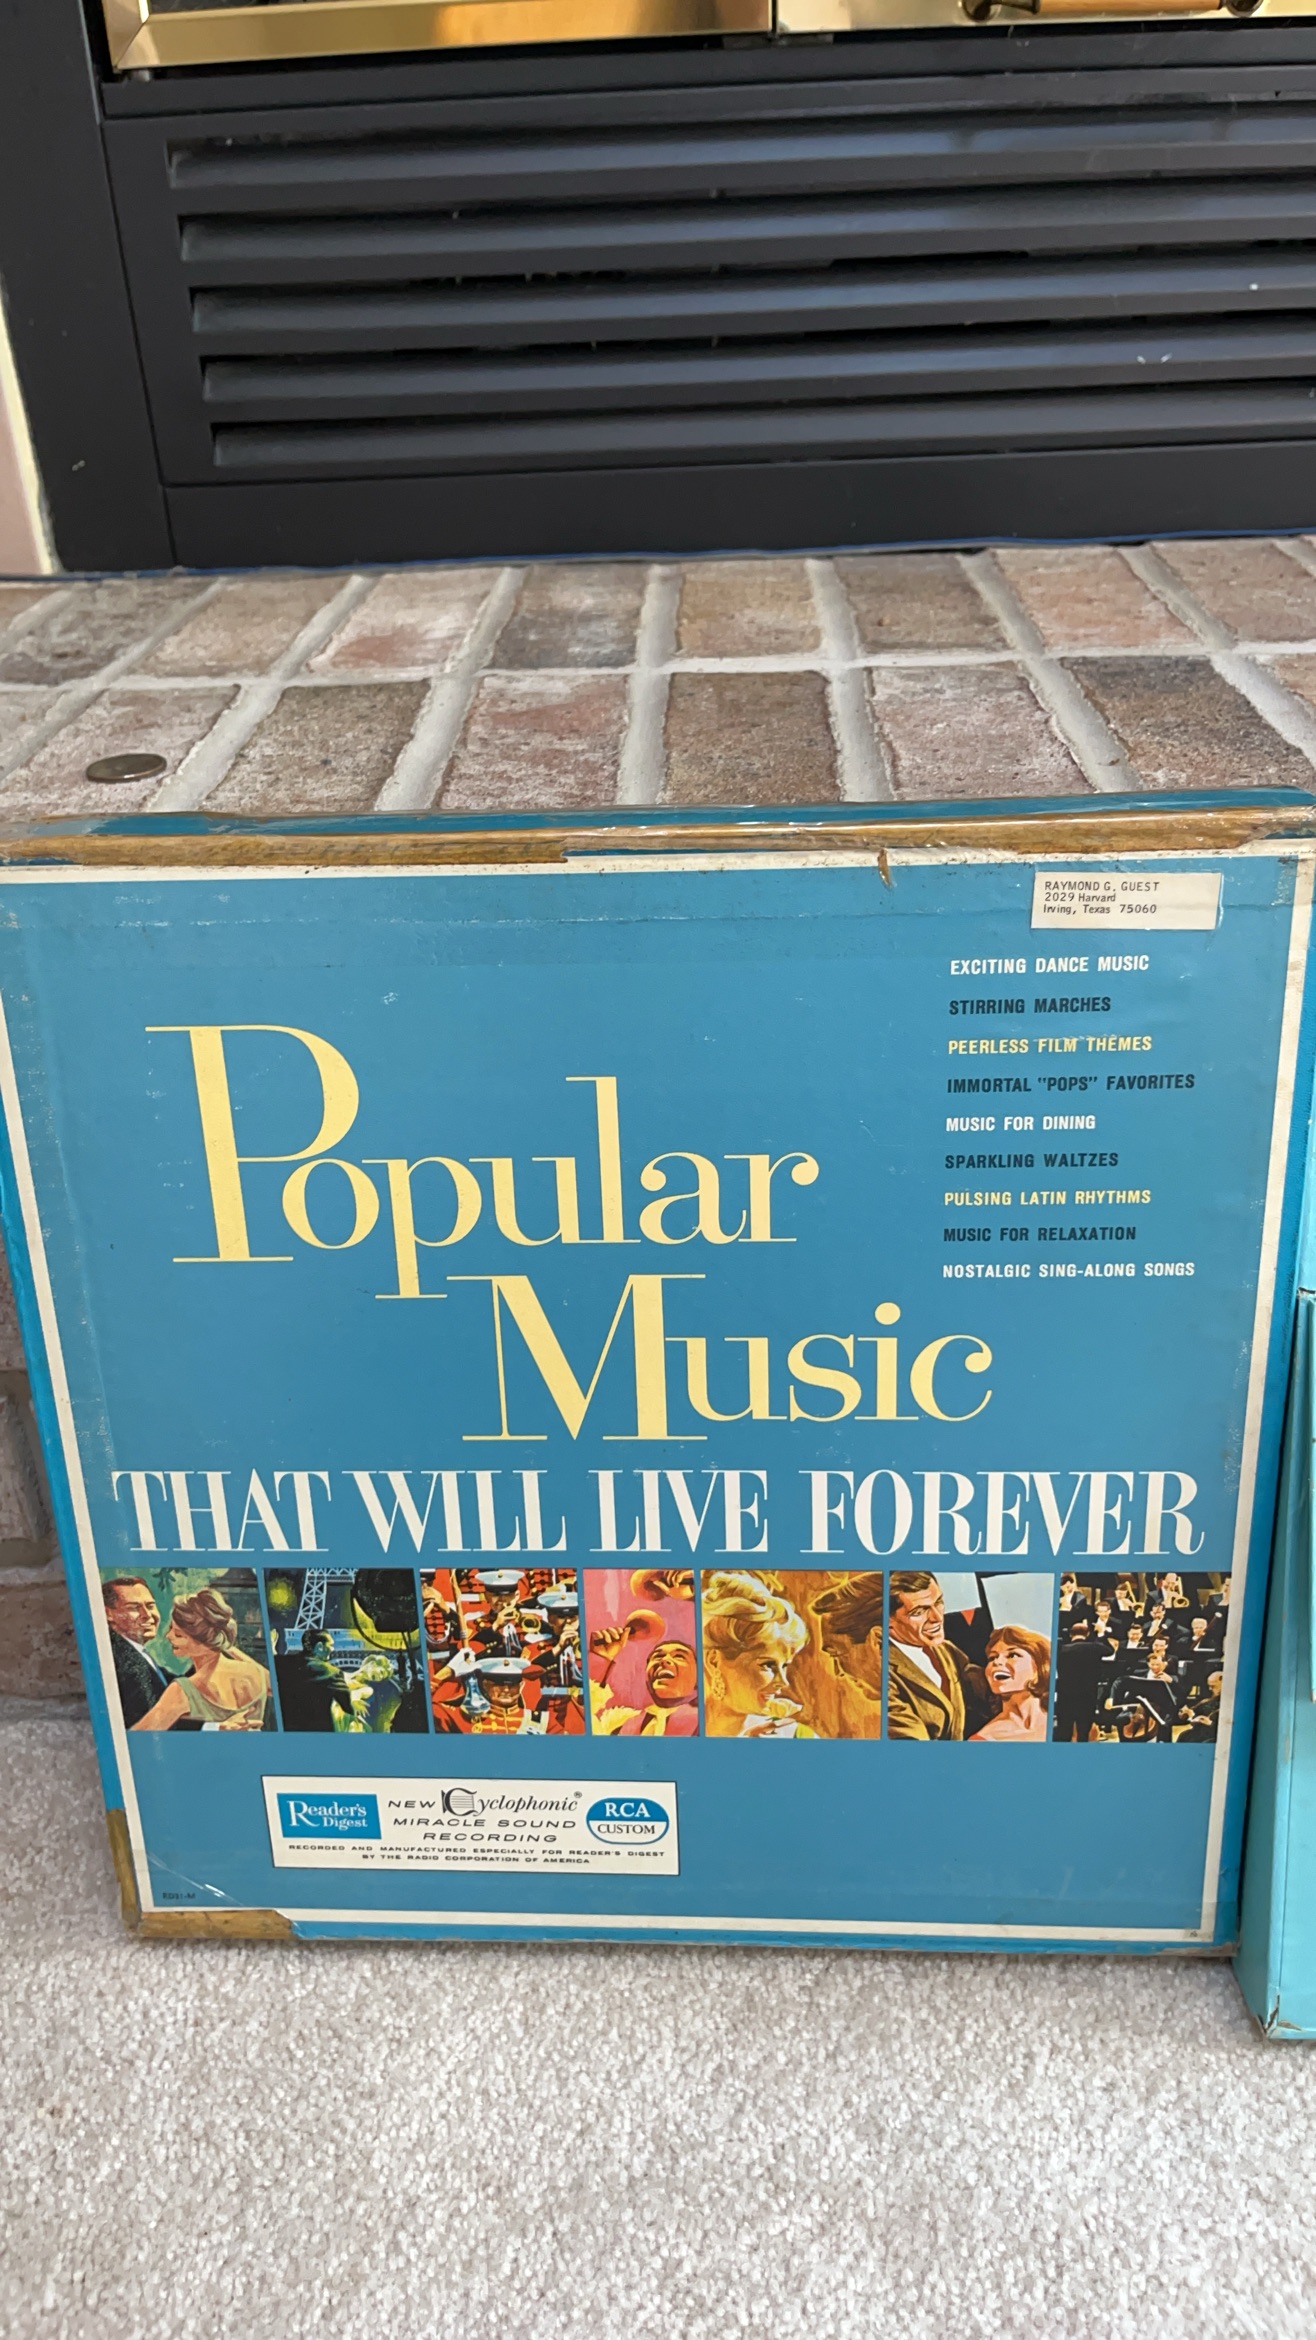 RAYMOND G. GUEST
2029 Harvard
Irving, Texas 75060
EXCITING DANCE MUSIC
STIRRING MARCHES
PEERLESS FILM THEMES
IMMORTAL "POPS" FAVORITES
MUSIC FOR DINING
SPARKLING WALTZES
PULSING LATIN RHYTHMS
MUSIC FOR RELAXATION
NOSTALGIC SING-ALONG SONGS
Popular
Music
THAT WILL LIVE FOREVER
Reader's
Digest
NEW Cyclophonic®
MIRACLE SOUND
RECORDING
RCA
CUSTOM
RECORDED AND MANUFACTURED ESPECIALLY FOR READER'S DIGEST
BY THE RADIO CORPORATION OF AMERICA